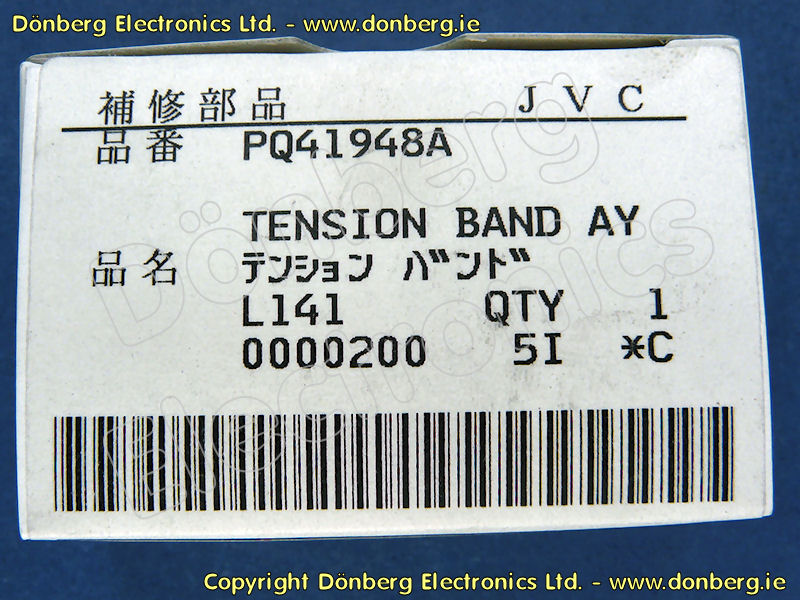 Dönberg Electronics Ltd. - www.donberg.ie
補修部品 JVC
品番 PQ41948A
TENSION BAND AY
品名 テンション バンド
L141 QTY 1
0000200 5I *C
Dönberg Electronics
Copyright Dönberg Electronics Ltd. - www.donberg.ie